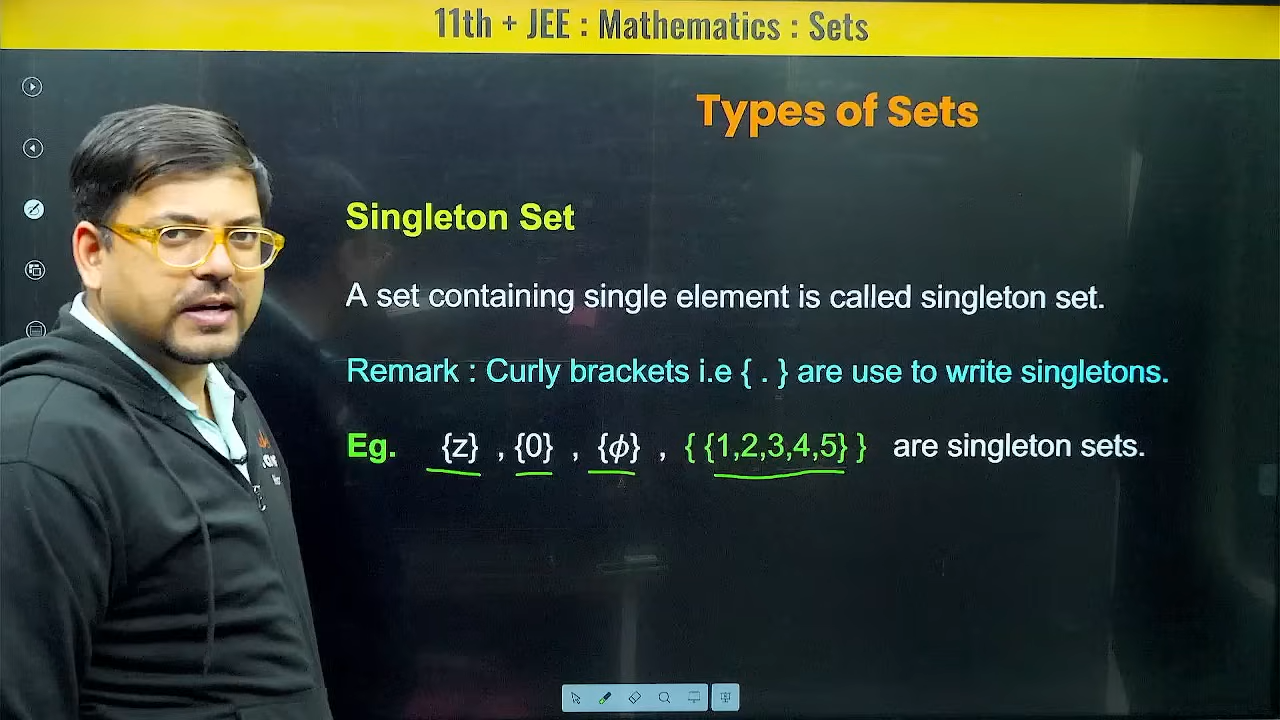 11th + JEE : Mathematics : Sets
Types of Sets
Singleton Set
A set containing single element is called singleton set.
Remark : Curly brackets i.e { . } are use to write singletons.
Eg. {z} , {0} , {ϕ} , { {1,2,3,4,5} } are singleton sets.